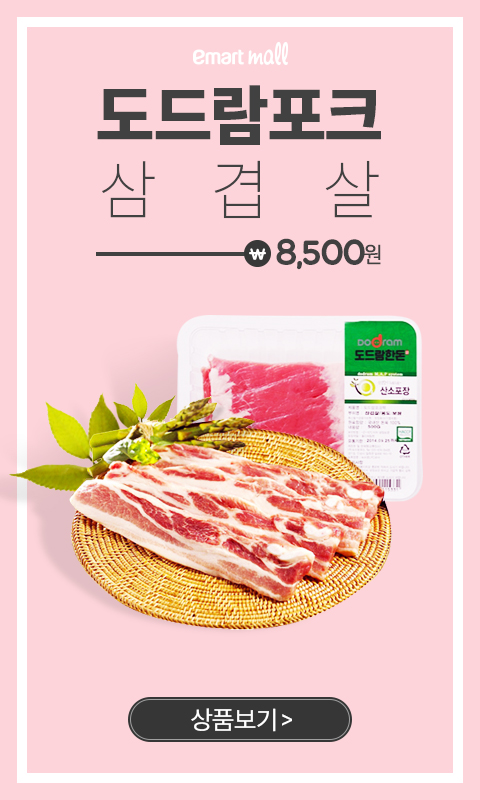 emart mall
도드람포크
삼 겹 살
₩ 8,500원
Dodram
도드람한돈
산소포장
상품보기 >